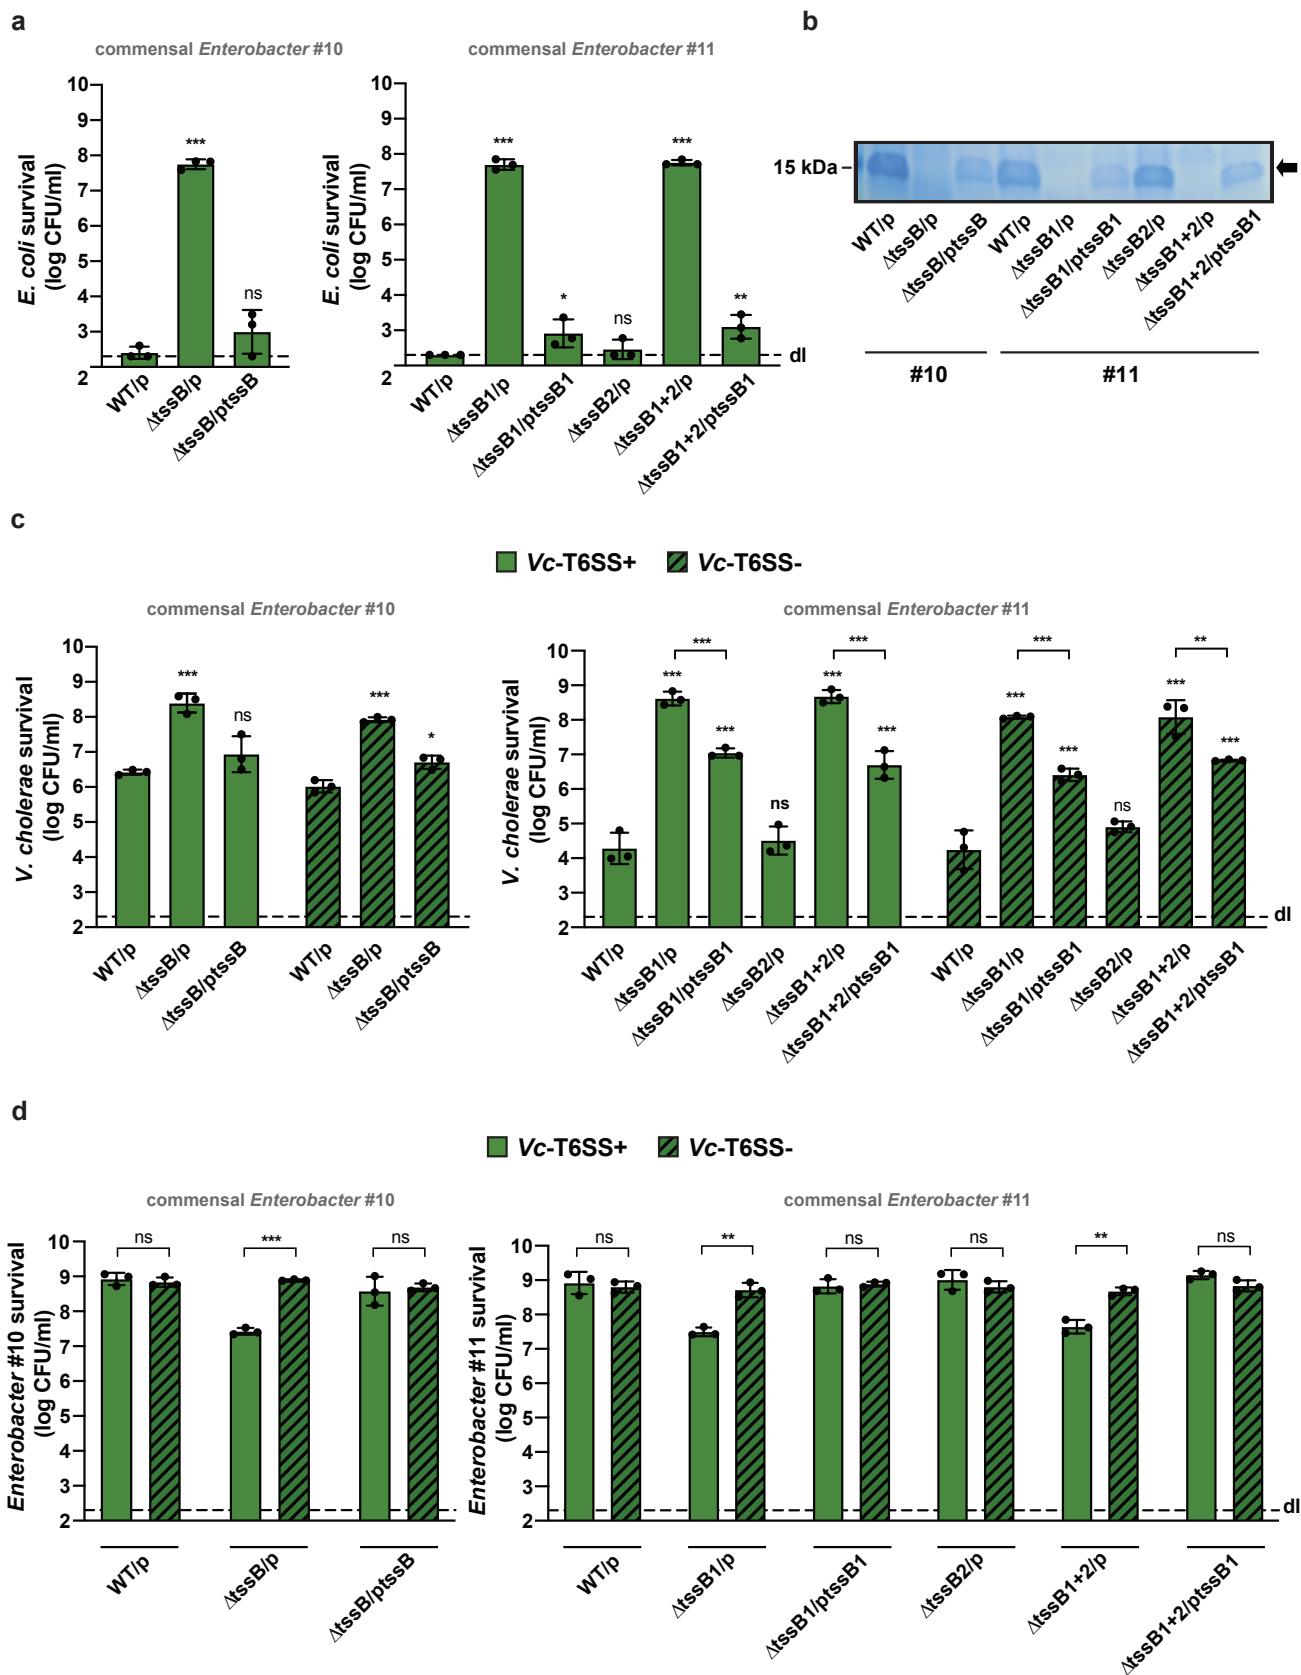 a
commensal Enterobacter #10
E. coli survival
(log CFU/ml)
10
9
8
7
6
5
4
3
2
***
ns
WT/p
ΔtssB/p
ΔtssB/ptssB
commensal Enterobacter #11
E. coli survival
(log CFU/ml)
10
9
8
7
6
5
4
3
2
***
*
ns
***
**
dl
WT/p
ΔtssB1/p
ΔtssB1/ptssB1
ΔtssB2/p
ΔtssB1+2/p
ΔtssB1+2/ptssB1
b
15 kDa
WT/p
ΔtssB/p
ΔtssB/ptssB
WT/p
ΔtssB1/p
ΔtssB1/ptssB1
ΔtssB2/p
ΔtssB1+2/p
ΔtssB1+2/ptssB1
#10
#11
c
Vc-T6SS+ Vc-T6SS-
commensal Enterobacter #10
V. cholerae survival
(log CFU/ml)
10
9
8
7
6
5
4
3
2
***
ns
***
*
WT/p
ΔtssB/p
ΔtssB/ptssB
WT/p
ΔtssB/p
ΔtssB/ptssB
commensal Enterobacter #11
V. cholerae survival
(log CFU/ml)
10
9
8
7
6
5
4
3
2
*** *** *** **
***
***
ns
***
***
***
***
ns
***
***
dl
WT/p
ΔtssB1/p
ΔtssB1/ptssB1
ΔtssB2/p
ΔtssB1+2/p
ΔtssB1+2/ptssB1
WT/p
ΔtssB1/p
ΔtssB1/ptssB1
ΔtssB2/p
ΔtssB1+2/p
ΔtssB1+2/ptssB1
d
Vc-T6SS+ Vc-T6SS-
commensal Enterobacter #10
Enterobacter #10 survival
(log CFU/ml)
10
9
8
7
6
5
4
3
2
ns *** ns
WT/p
ΔtssB/p
ΔtssB/ptssB
commensal Enterobacter #11
Enterobacter #11 survival
(log CFU/ml)
10
9
8
7
6
5
4
3
2
ns ** ns ns ** ns
dl
WT/p
ΔtssB1/p
ΔtssB1/ptssB1
ΔtssB2/p
ΔtssB1+2/p
ΔtssB1+2/ptssB1